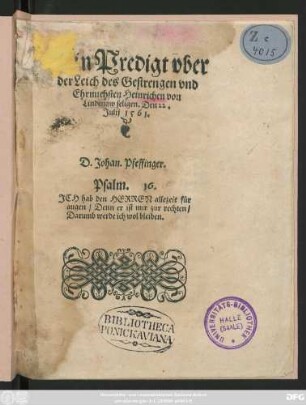 Ein Predigt vber
der Leich des Gestrengen vnd
Ehrnuehsten Heinrichen von
seligen. Den 22.
Julij 1561.
D. Johan. Pfeffinger.
Psalm. 16.
ICH hab den HERREN allezeit für
augen / Denn er ist mir zur rechten /
Darumb werde ich wol bleiben.
Z c
4015
BIBLIOTHECA
PONICKAVIANA
UNIVERSITÄTS-BIBLIOTHEK
HALLE
(SAALE)